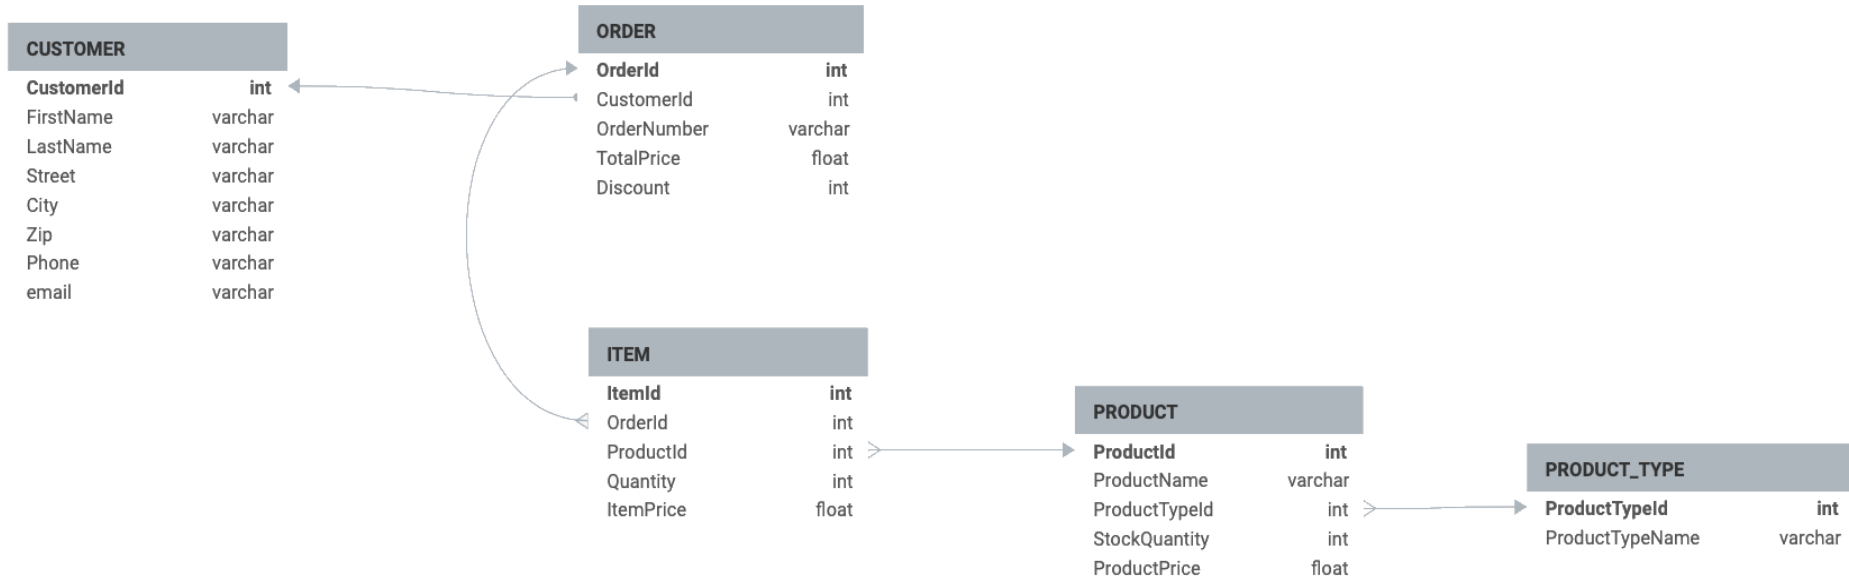 CUSTOMER
CustomerId int
FirstName varchar
LastName varchar
Street varchar
City varchar
Zip varchar
Phone varchar
email varchar
ORDER
OrderId int
CustomerId int
OrderNumber varchar
TotalPrice float
Discount int
ITEM
ItemId int
OrderId int
ProductId int
Quantity int
ItemPrice float
PRODUCT
ProductId int
ProductName varchar
ProductTypeId int
StockQuantity int
ProductPrice float
PRODUCT_TYPE
ProductTypeId int
ProductTypeName varchar